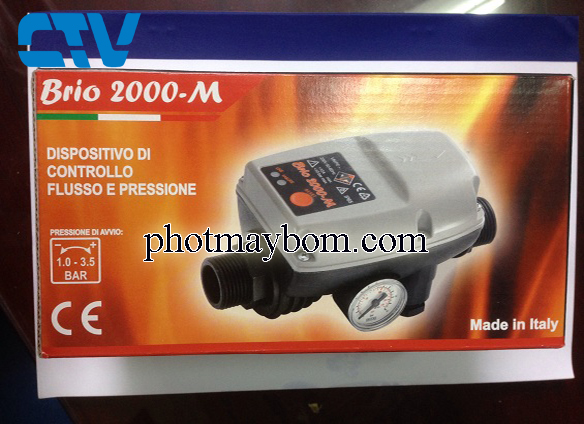 CTV
Brio 2000-M
DISPOSITIVO DI
CONTROLLO
FLUSSO E PRESSIONE
Brio 2000-M
PRESSIONE DI AVVIO:
- +
1.0 - 3.5
BAR
photmaybom.com
CE
Made in Italy